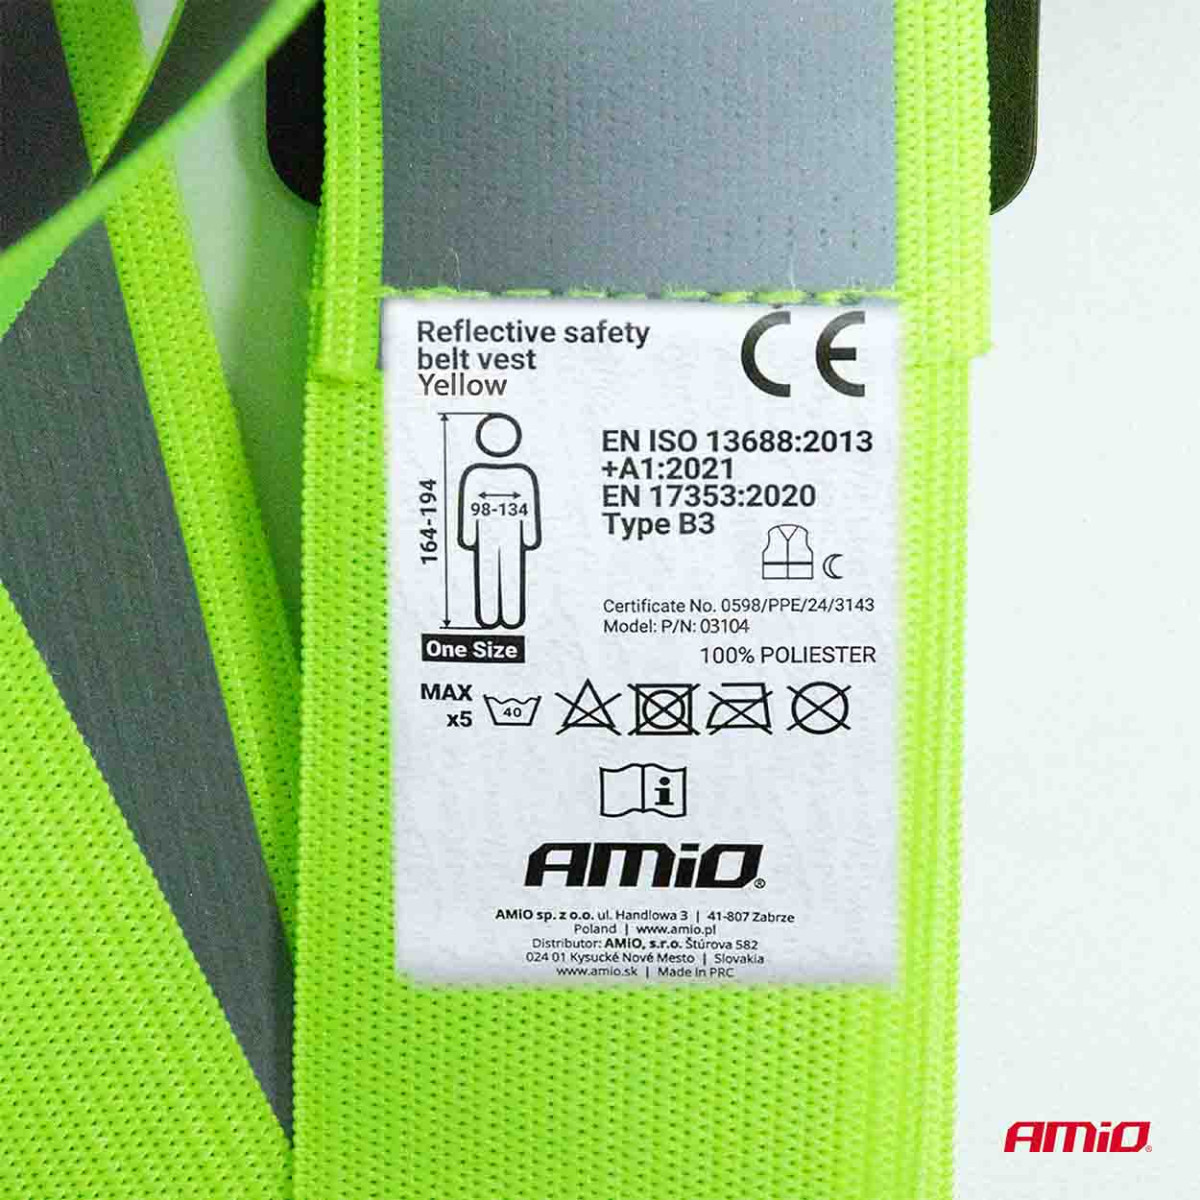 Reflective safety
belt vest
Yellow
CE
164-194
98-134
One Size
EN ISO 13688:2013
+A1:2021
EN 17353:2020
Type B3
Certificate No. 0598/PPE/24/3143
Model: P/N: 03104
100% POLIESTER
MAX
x5
40
i
AMiO®
AMiO sp. z o.o. ul. Handlowa 3 | 41-807 Zabrze
Poland | www.amio.pl
Distributor: AMiO, s.r.o. Štúrova 582
024 01 Kysucké Nové Mesto | Slovakia
www.amio.sk | Made In PRC
AMiO®